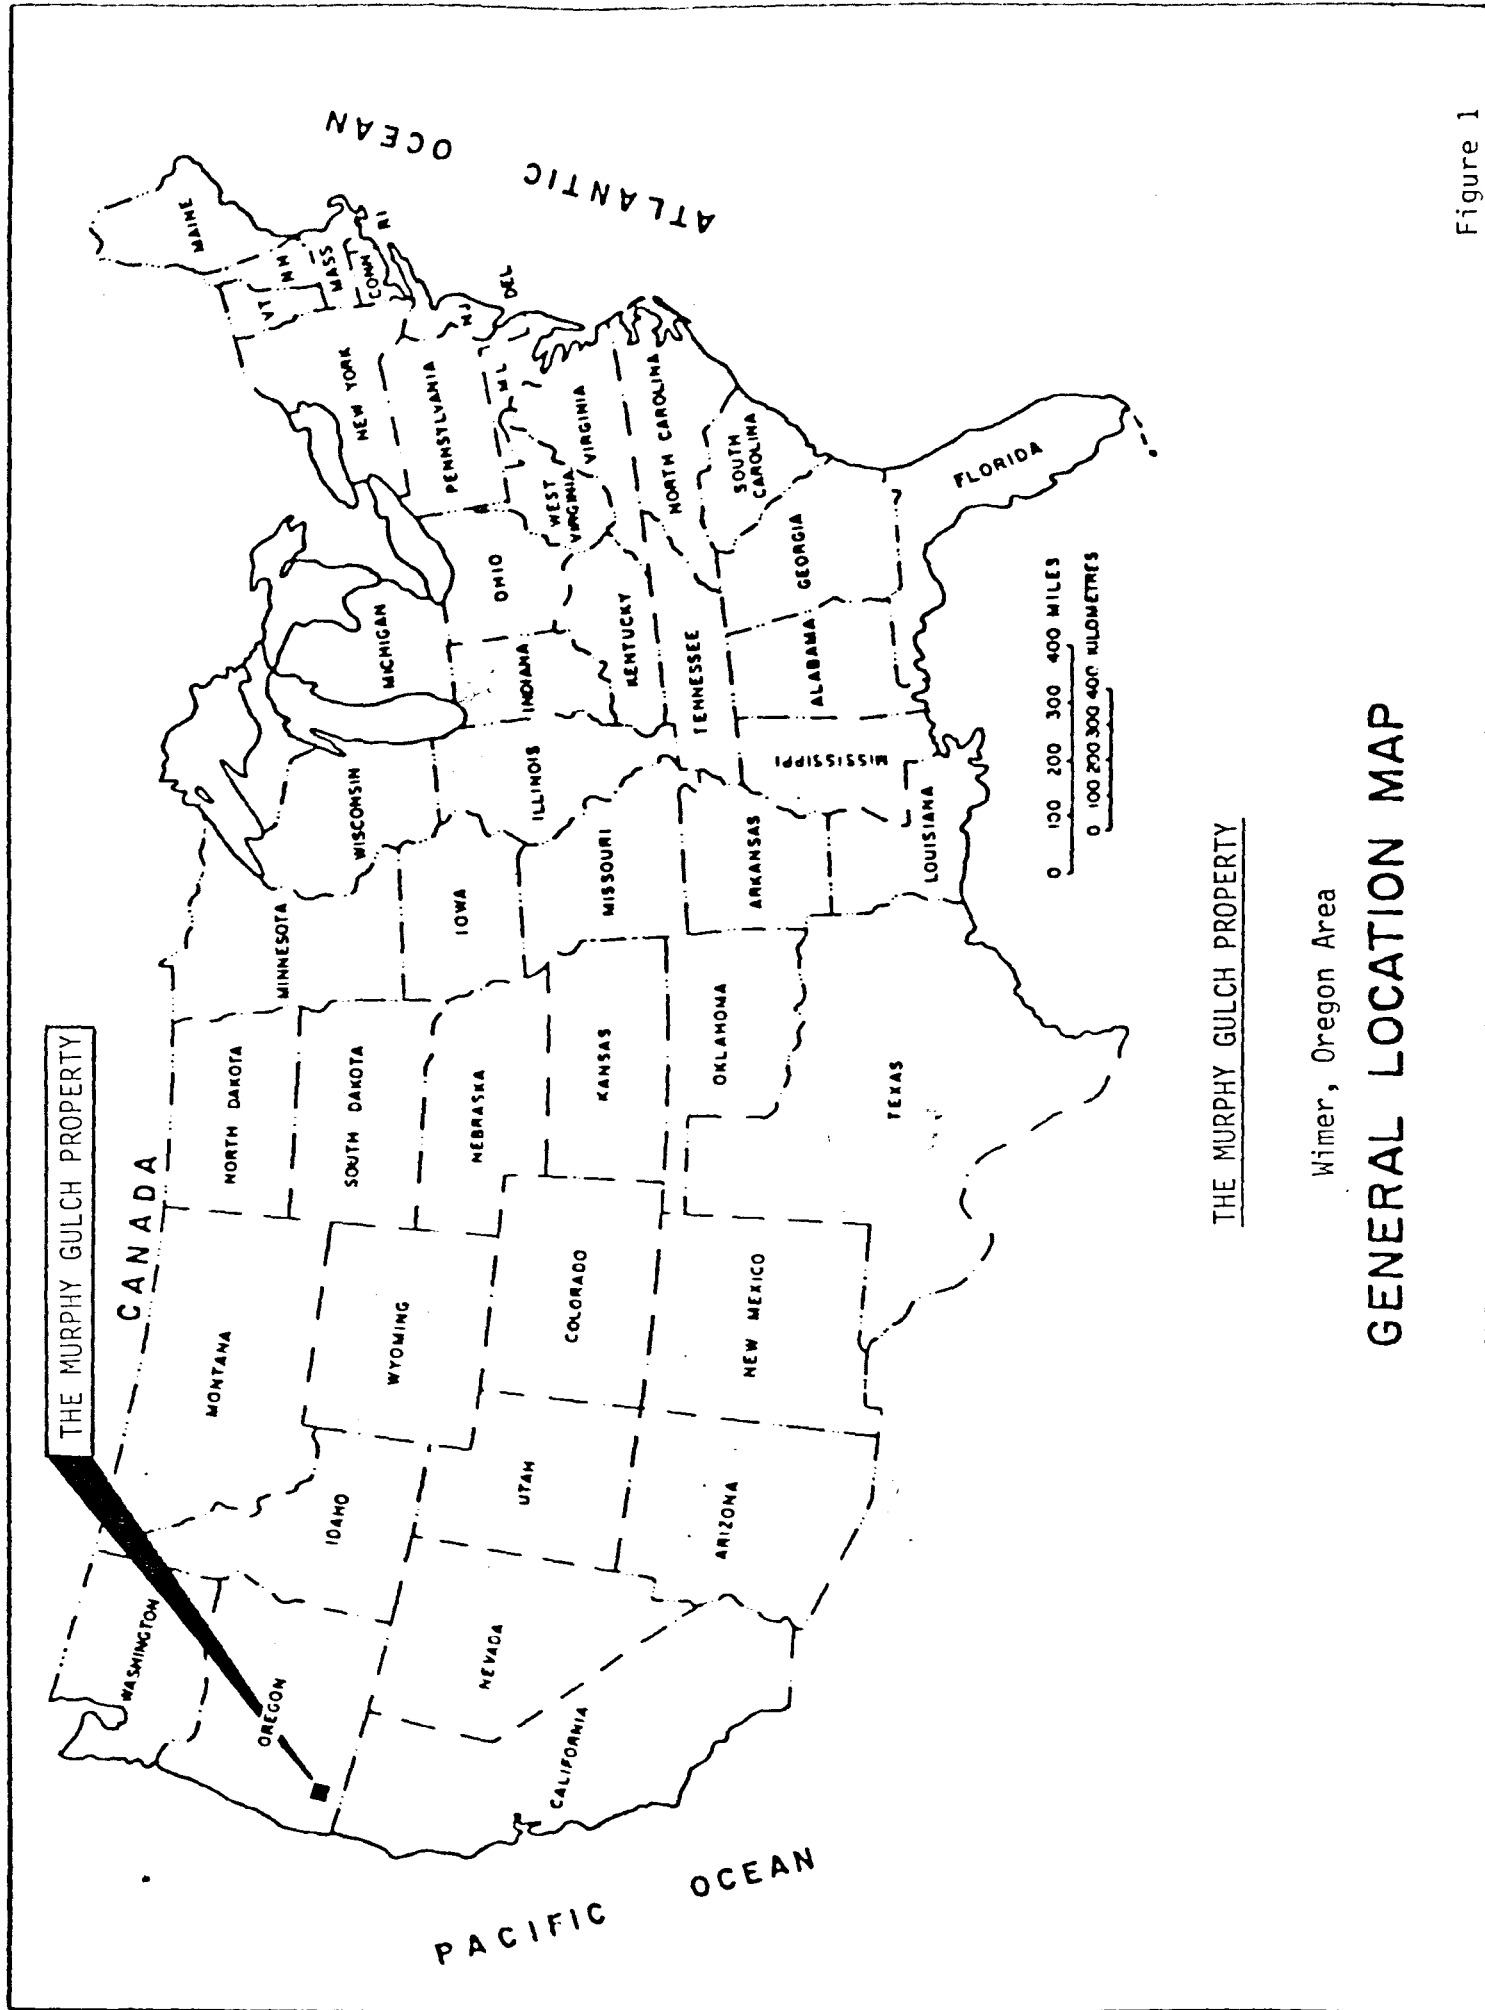 THE MURPHY GULCH PROPERTY
CANADA
WASHINGTON
OREGON
IDAHO
MONTANA
NORTH DAKOTA
SOUTH DAKOTA
MINNESOTA
WISCONSIN
MICHIGAN
WYOMING
NEBRASKA
IOWA
ILLINOIS
INDIANA
OHIO
PENNSYLVANIA
NEW YORK
VT
NH
MAINE
MASS
CONN
RI
NJ
DEL
ML
WEST
VIRGINIA
VIRGINIA
NEVADA
UTAH
COLORADO
KANSAS
MISSOURI
KENTUCKY
CALIFORNIA
ARIZONA
NEW MEXICO
OKLAHOMA
ARKANSAS
TENNESSEE
NORTH CAROLINA
SOUTH
CAROLINA
TEXAS
LOUISIANA
MISSISSIPPI
ALABAMA
GEORGIA
FLORIDA
PACIFIC OCEAN
ATLANTIC OCEAN
0 100 200 300 400 MILES
0 100 200 300 400 KILOMETRES
THE MURPHY GULCH PROPERTY
Wimer, Oregon Area
GENERAL LOCATION MAP
Figure 1